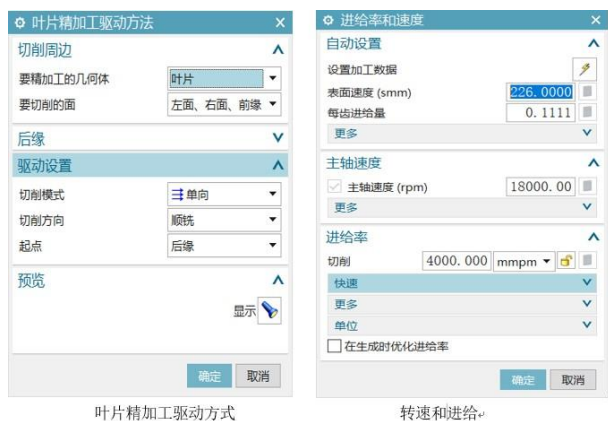 叶片精加工驱动方法
切削周边
要精加工的几何体 叶片
要切削的面 左面、右面、前缘
后缘
驱动设置
切削模式 单向
切削方向 顺铣
起点 后缘
预览
显示
确定 取消
叶片精加工驱动方式
进给率和速度
自动设置
设置加工数据
表面速度 (smm) 226.0000
每齿进给量 0.1111
更多
主轴速度
主轴速度 (rpm) 18000.00
更多
进给率
切削 4000.000 mmpm
快速
更多
单位
在生成时优化进给率
确定 取消
转速和进给